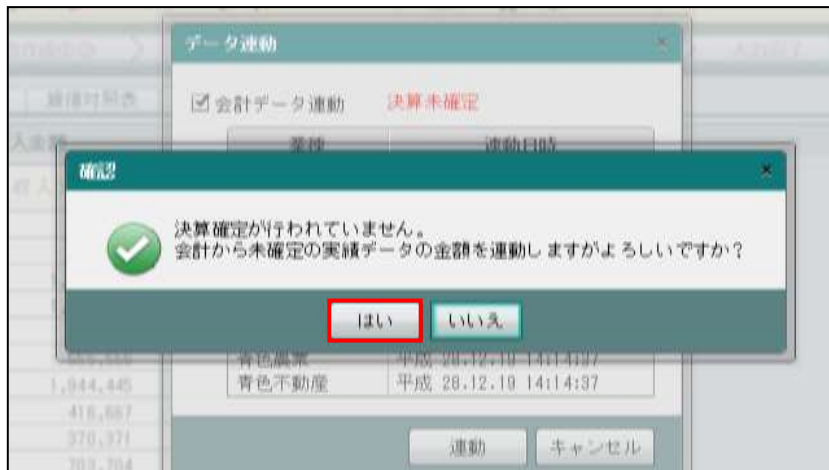 データ連動
会計データ連動 決算未確定
業種 連動日時
確認
決算確定が行われていません。
会計から未確定の実績データの金額を連動しますがよろしいですか？
はい いいえ
青色農業 平成 28.12.19 14:14:37
1,944,445 青色不動産 平成 28.12.19 14:14:37
416,667
370,371 連動 キャンセル
703,704